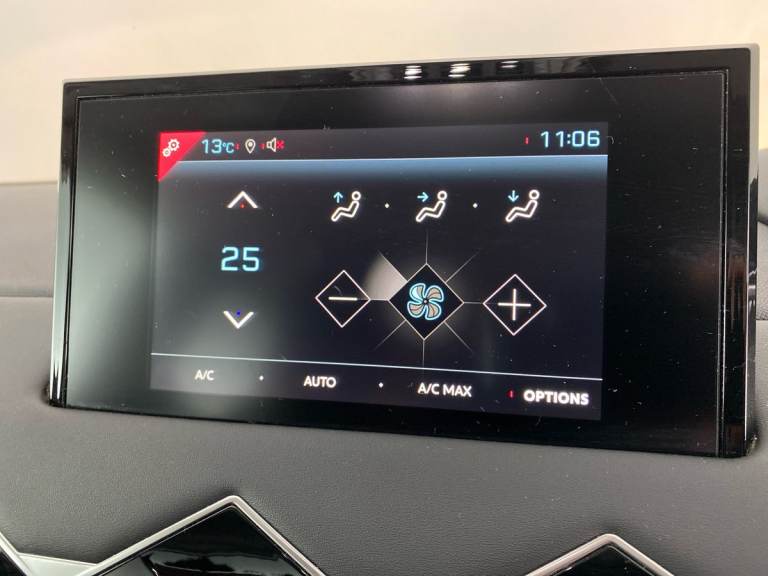 13°C 11:06
25
A/C AUTO A/C MAX OPTIONS